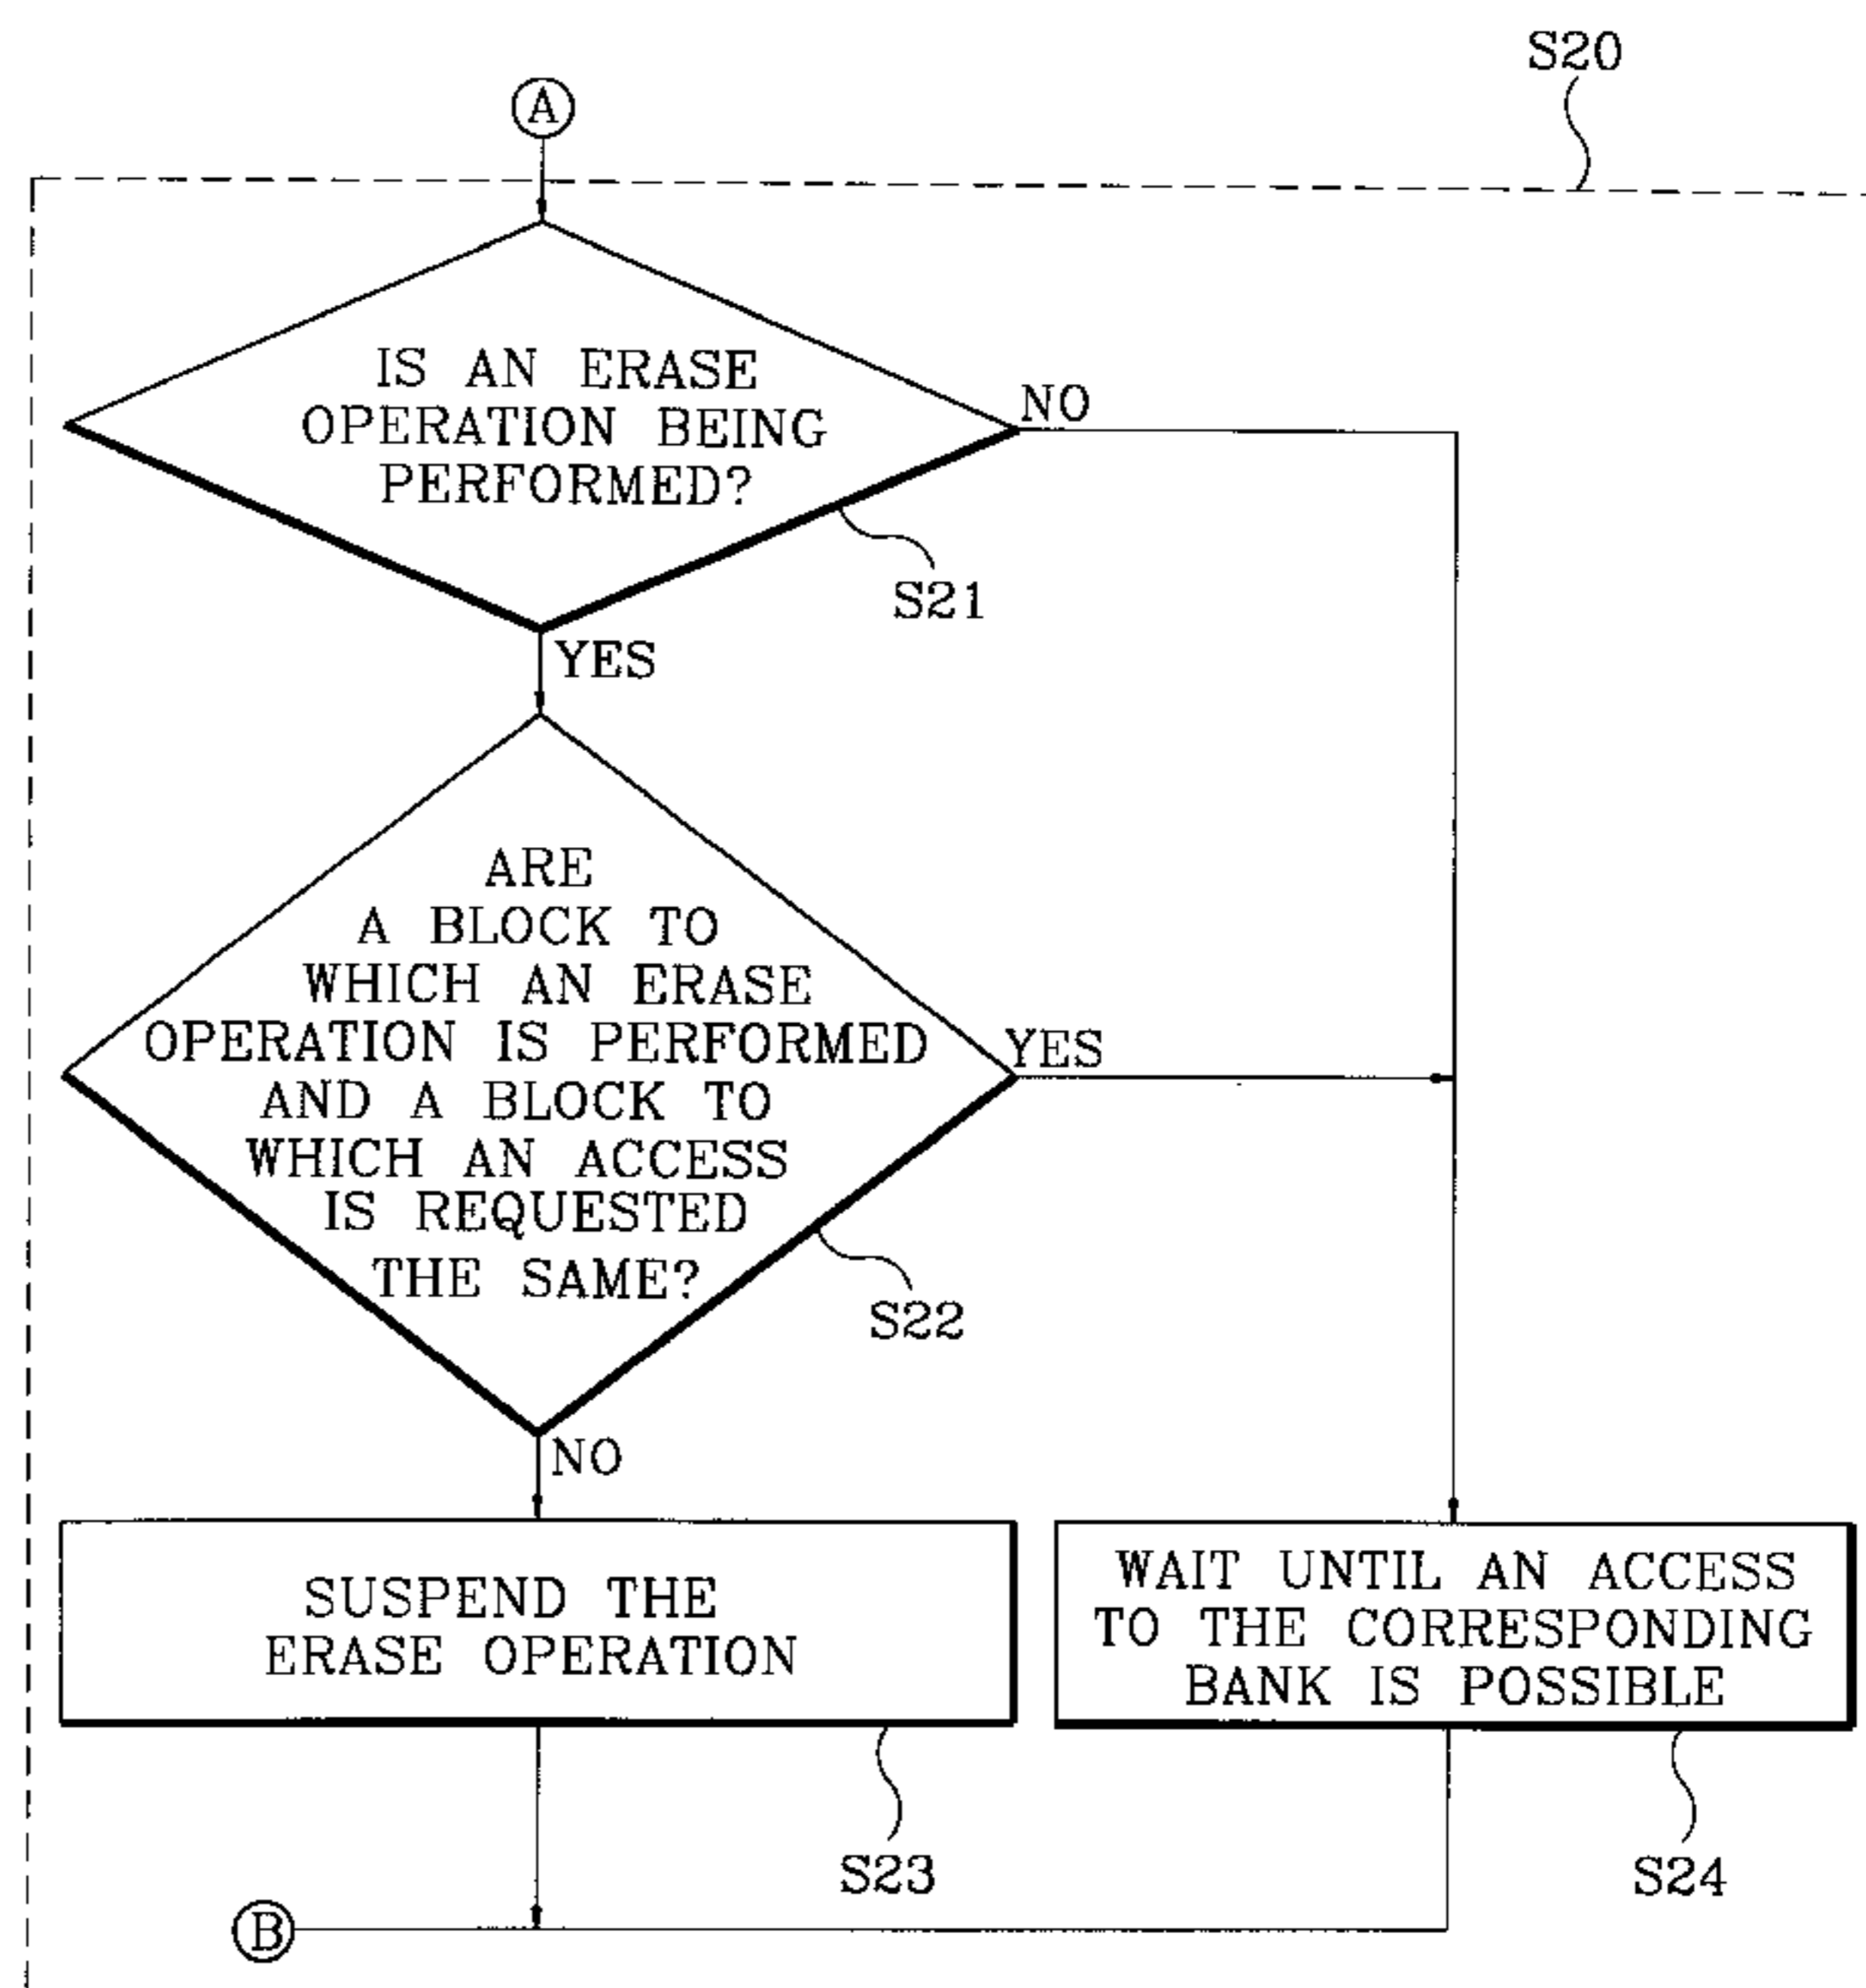 S20
A
IS AN ERASE
OPERATION BEING
PERFORMED?
NO
S21
YES
ARE
A BLOCK TO
WHICH AN ERASE
OPERATION IS PERFORMED
AND A BLOCK TO
WHICH AN ACCESS
IS REQUESTED
THE SAME?
YES
S22
NO
SUSPEND THE
ERASE OPERATION
WAIT UNTIL AN ACCESS
TO THE CORRESPONDING
BANK IS POSSIBLE
S23
S24
B